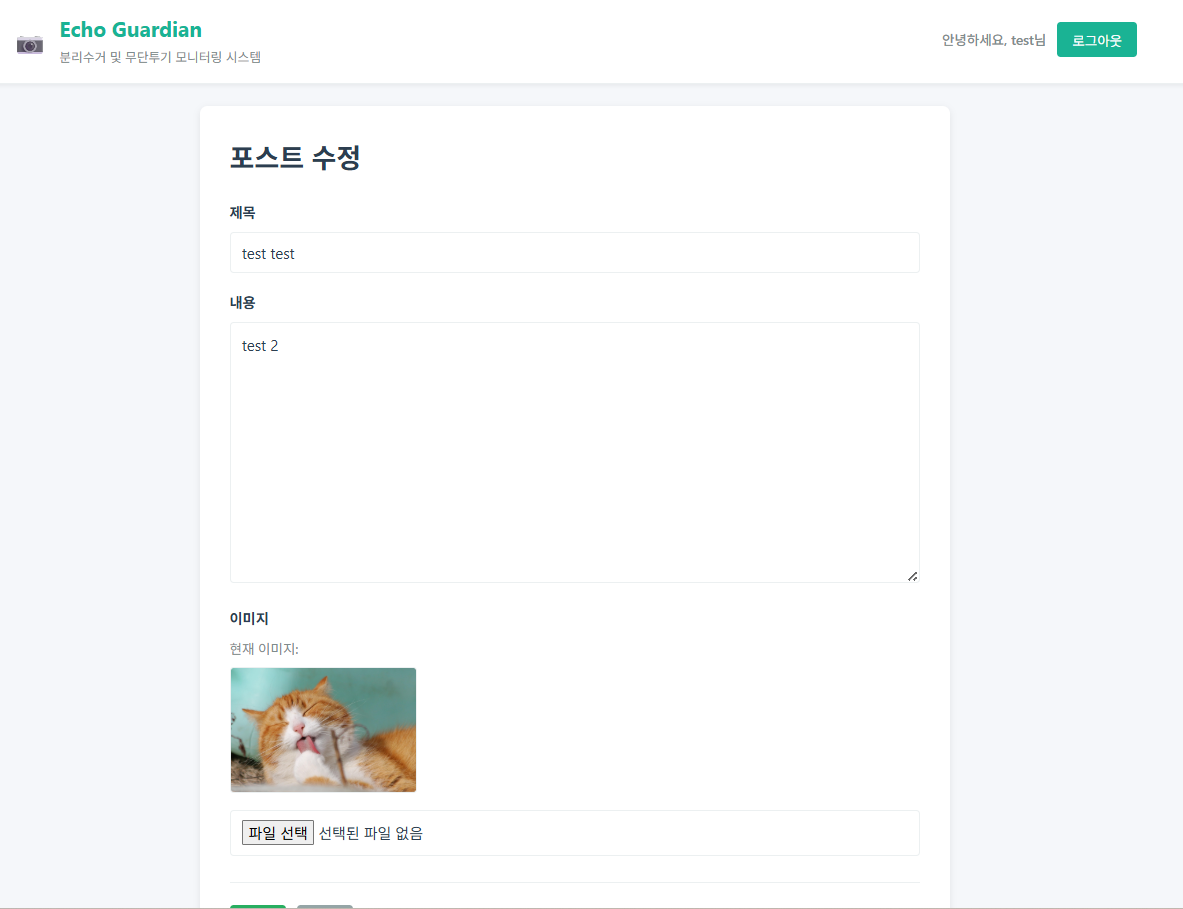 Echo Guardian
분리수거 및 무단투기 모니터링 시스템
안녕하세요, test님
로그아웃
포스트 수정
제목
test test
내용
test 2
이미지
현재 이미지:
파일 선택 선택된 파일 없음